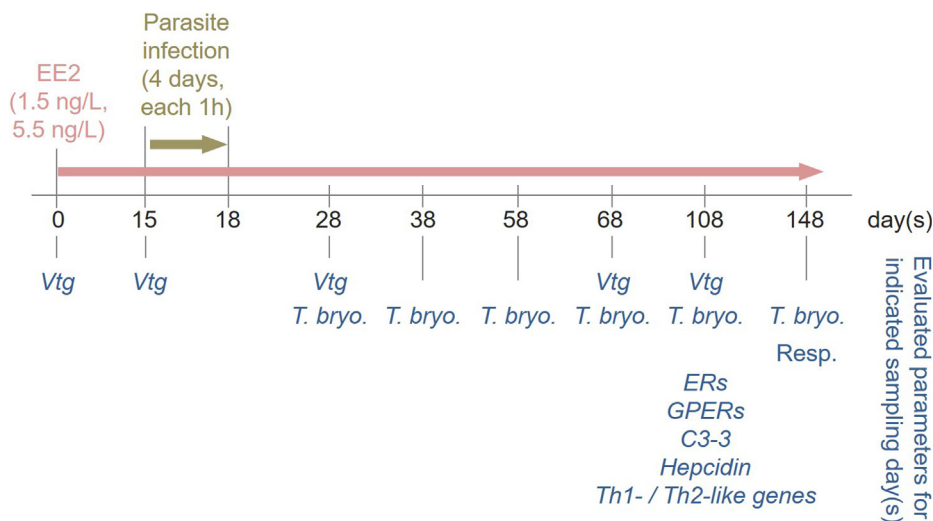 Parasite
infection
(4 days,
each 1h)
EE2
(1.5 ng/L,
5.5 ng/L)
0 15 18 28 38 58 68 108 148 day(s)
Vtg Vtg Vtg Vtg Vtg
T. bryo. T. bryo. T. bryo. T. bryo. T. bryo. T. bryo.
Resp.
ERs
GPERs
C3-3
Hepcidin
Th1- / Th2-like genes
Evaluated parameters for
indicated sampling day(s)